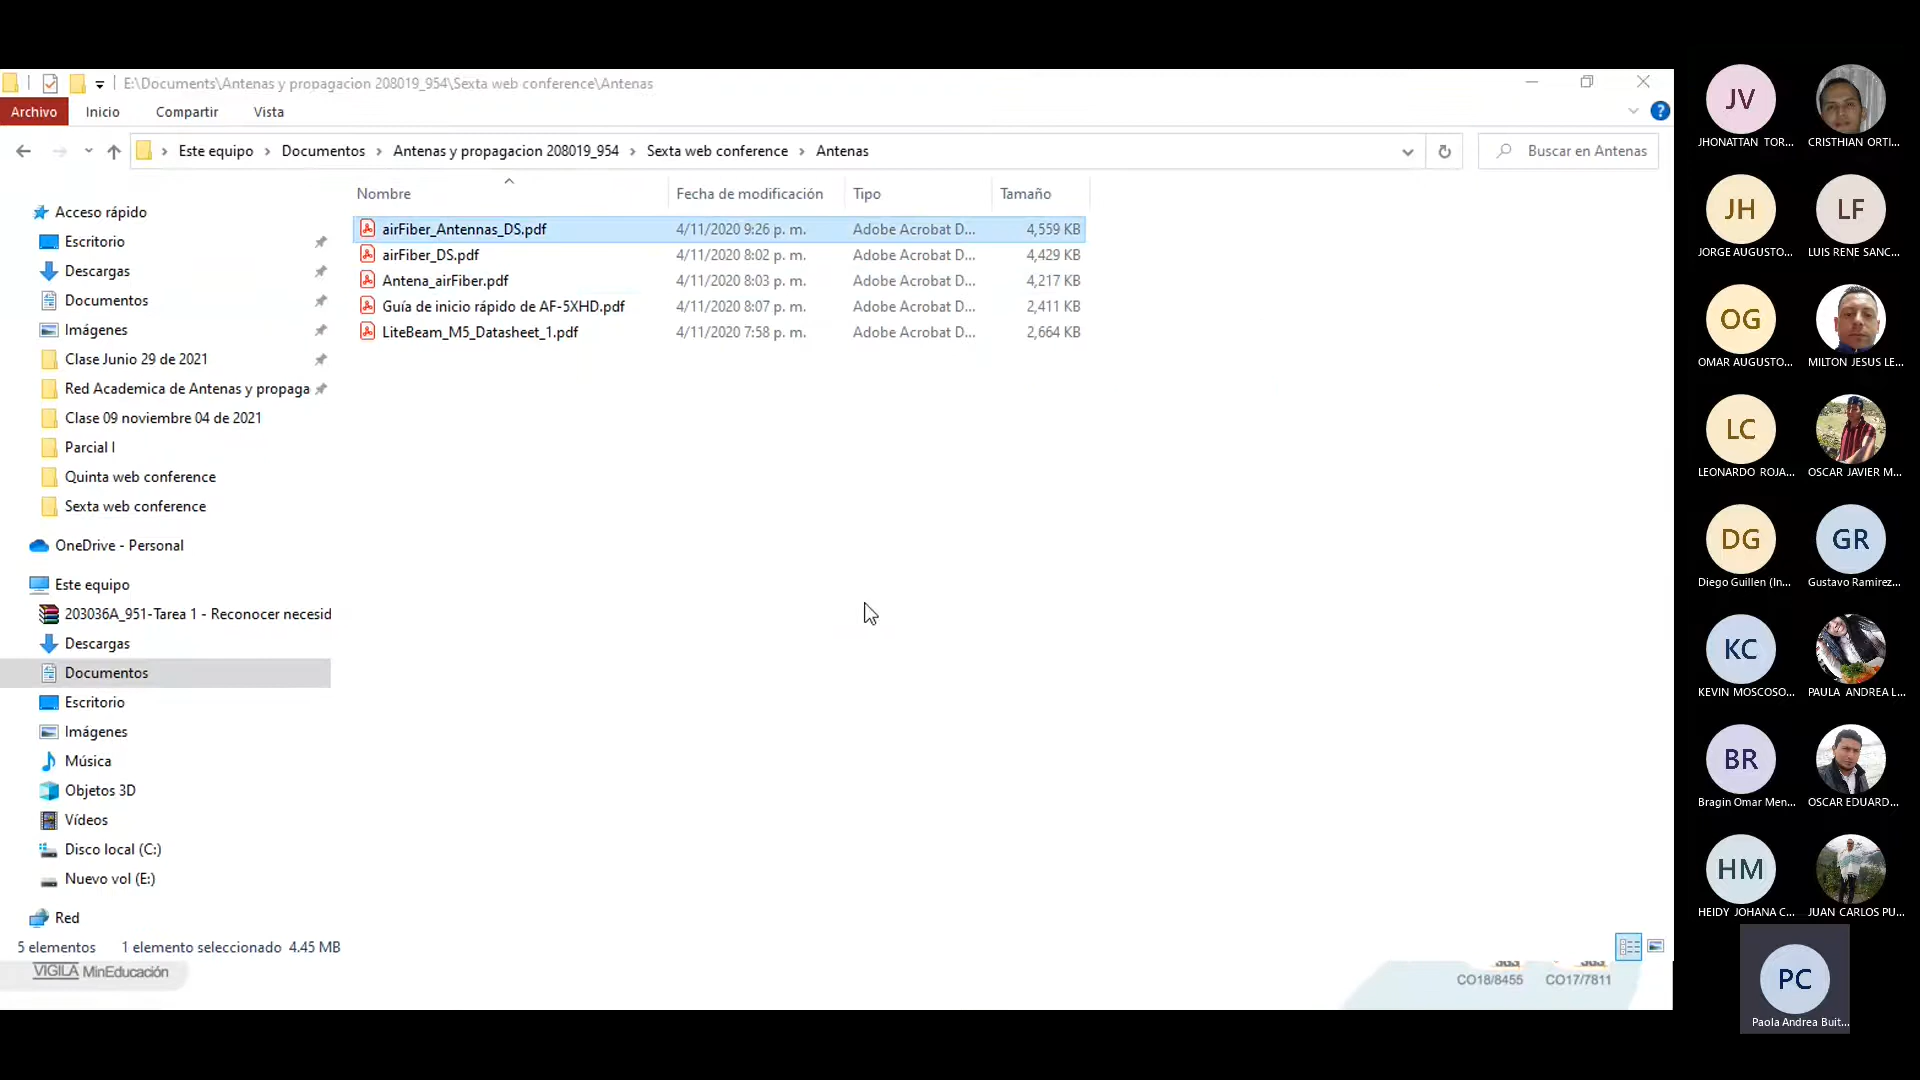 E:\Documents\Antenas y propagacion 208019_954\Sexta web conference\Antenas
Archivo Inicio Compartir Vista
Este equipo > Documentos > Antenas y propagacion 208019_954 > Sexta web conference > Antenas
Buscar en Antenas
Nombre Fecha de modificación Tipo Tamaño
airFiber_Antennas_DS.pdf 4/11/2020 9:26 p. m. Adobe Acrobat D... 4,559 KB
airFiber_DS.pdf 4/11/2020 8:02 p. m. Adobe Acrobat D... 4,429 KB
Antena_airFiber.pdf 4/11/2020 8:03 p. m. Adobe Acrobat D... 4,217 KB
Guía de inicio rápido de AF-5XHD.pdf 4/11/2020 8:07 p. m. Adobe Acrobat D... 2,411 KB
LiteBeam_M5_Datasheet_1.pdf 4/11/2020 7:58 p. m. Adobe Acrobat D... 2,664 KB
Acceso rápido
Escritorio
Descargas
Documentos
Imágenes
Clase Junio 29 de 2021
Red Academica de Antenas y propaga
Clase 09 noviembre 04 de 2021
Parcial I
Quinta web conference
Sexta web conference
OneDrive - Personal
Este equipo
203036A_951-Tarea 1 - Reconocer necesid
Descargas
Documentos
Escritorio
Imágenes
Música
Objetos 3D
Vídeos
Disco local (C:)
Nuevo vol (E:)
Red
5 elementos 1 elemento seleccionado 4.45 MB
VIGILA MinEducación
SGS SGS
CO18/8455 CO17/7811
JV
JHONATTAN TOR... CRISTHIAN ORTI...
JH LF
JORGE AUGUSTO... LUIS RENE SANC...
OG
OMAR AUGUSTO... MILTON JESUS LE...
LC
LEONARDO ROJA... OSCAR JAVIER M...
DG GR
Diego Guillen (In... Gustavo Ramirez...
KC
KEVIN MOSCOSO... PAULA ANDREA L...
BR
Bragin Omar Men... OSCAR EDUARD...
HM
HEIDY JOHANA C... JUAN CARLOS PU...
PC
Paola Andrea Buit...